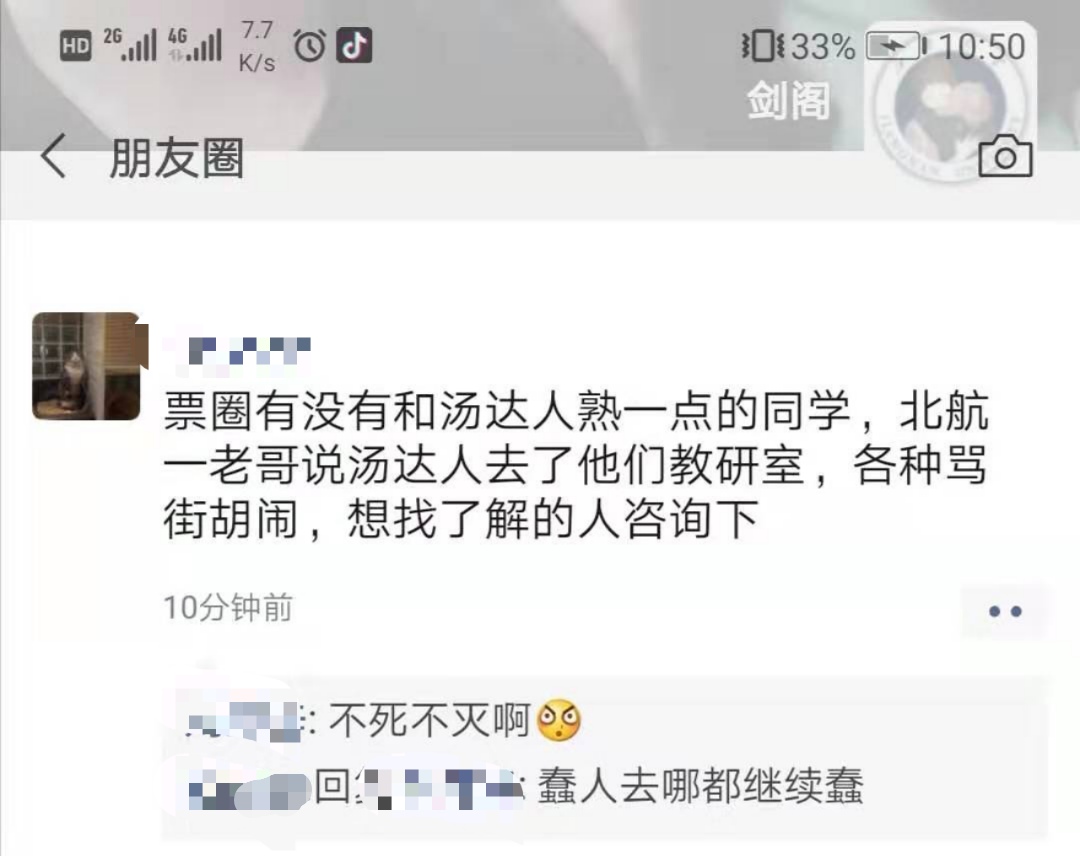 HD 2G 4G 7.7 K/s 33% 10:50
剑阁
朋友圈
票圈有没有和汤达人熟一点的同学，北航
一老哥说汤达人去了他们教研室，各种骂
街胡闹，想找了解的人咨询下
10分钟前
: 不死不灭啊
回 : 蠢人去哪都继续蠢